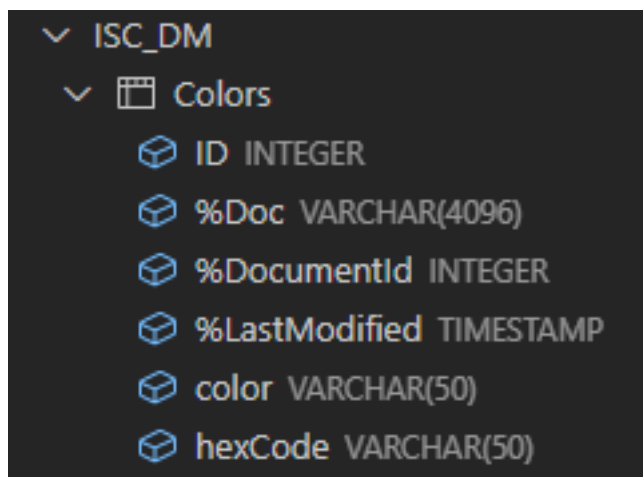 ISC_DM
Colors
ID INTEGER
%Doc VARCHAR(4096)
%DocumentId INTEGER
%LastModified TIMESTAMP
color VARCHAR(50)
hexCode VARCHAR(50)